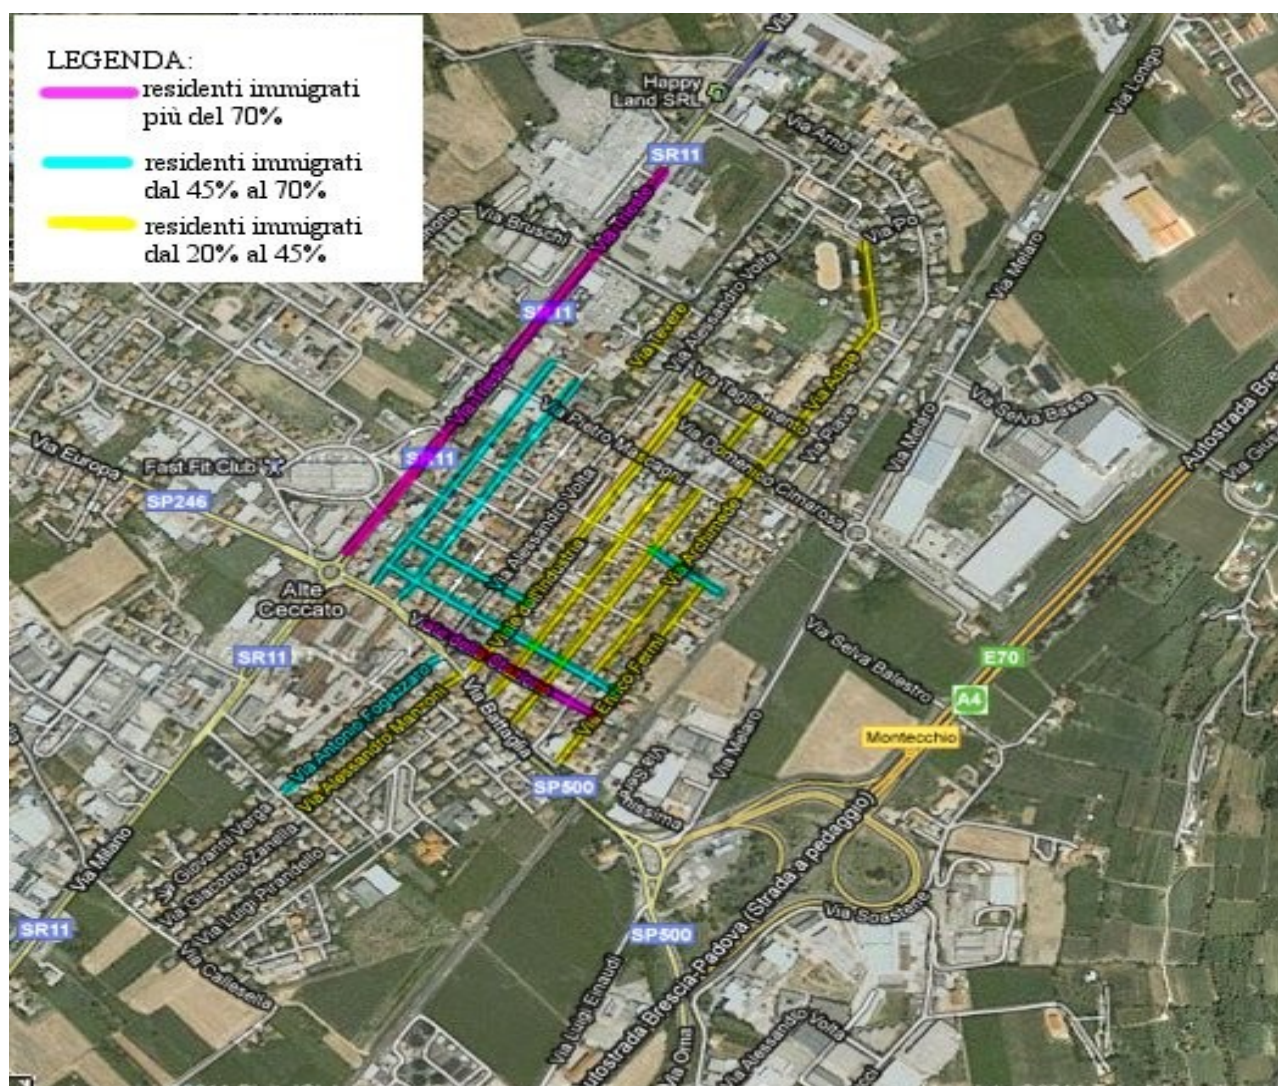 LEGENDA:
residenti immigrati
più del 70%
residenti immigrati
dal 45% al 70%
residenti immigrati
dal 20% al 45%
Happy
Land SRL
Via Lonigo
Via Arno
SR11
Via Bruschi
Via Trieste
Via Po
Via Melaro
Via Alessandro Volta
SR11
Via Tevere
Via Trieste
Via Tagliamento
Via Adige
Via Selva Bassa
Autostrada Bre
Via Pietro Mascagni
Via Piave
Via Melaro
Via Europa
Fast Fit Club
SR11
Via Domenico Cimarosa
Via Gius
SP246
Via Alessandro Volta
Via Archimede
Alte
Ceccato
SR11
Via Selva Balestro
E70
A4
Via Enrico Fermi
Via Antonio Fogazzaro
Via Alessandro Manzoni
Via Battaglia
Via Melaro
Montecchio
SP500
Via Milano
Via Giovanni Verga
Via Giacomo Zanella
Via Luigi Pirandello
SR11
Via Callesella
SP500
Via Luigi Einaudi
Autostrada Brescia-Padova (Strada a pedaggio)
Via Alessandro Volta